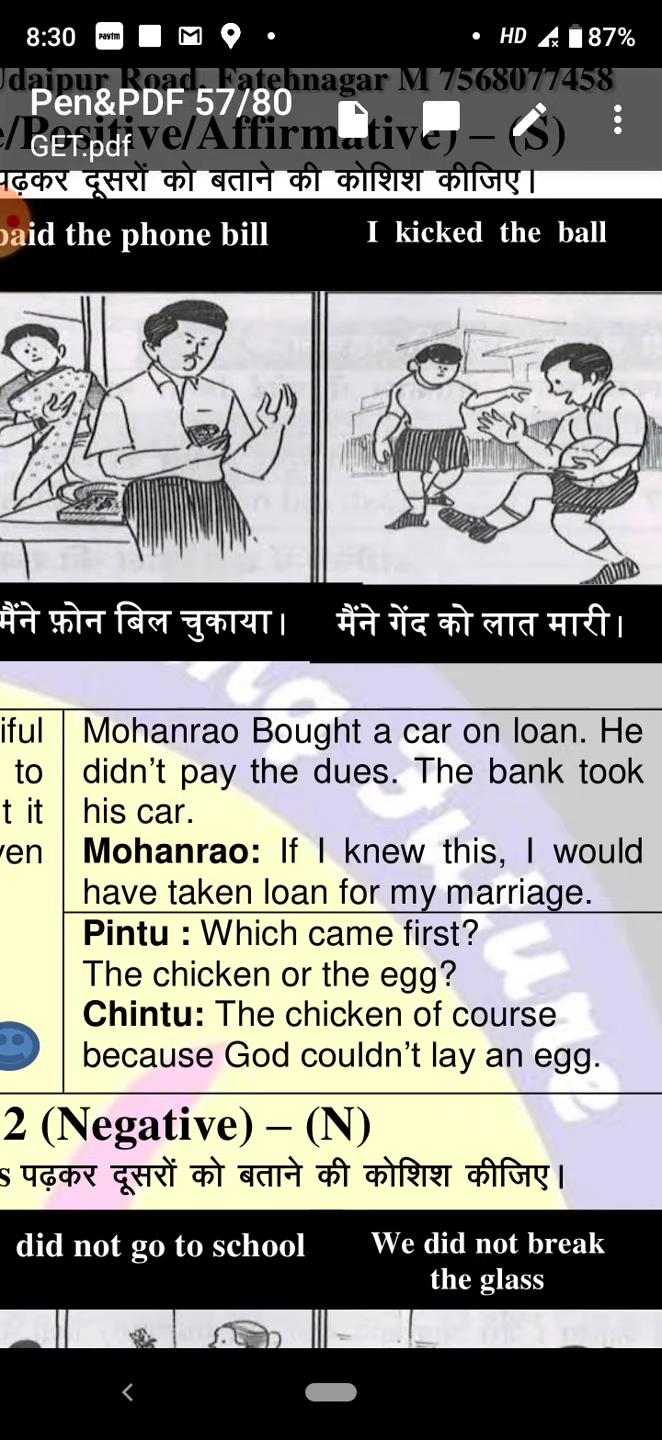 8:30
paytm
HD
87%
Udaipur Road, Fatehnagar M 7568077458
Pen&PDF 57/80
GET.pdf
e/Positive/Affirmative) – (S)
पढ़कर दूसरों को बताने की कोशिश कीजिए।
paid the phone bill
I kicked the ball
मैंने फ़ोन बिल चुकाया।
मैंने गेंद को लात मारी।
iful
to
t it
ven
Mohanrao Bought a car on loan. He
didn’t pay the dues. The bank took
his car.
Mohanrao: If I knew this, I would
have taken loan for my marriage.
Pintu : Which came first?
The chicken or the egg?
Chintu: The chicken of course
because God couldn’t lay an egg.
ng Future
2 (Negative) – (N)
s पढ़कर दूसरों को बताने की कोशिश कीजिए।
did not go to school
We did not break
the glass